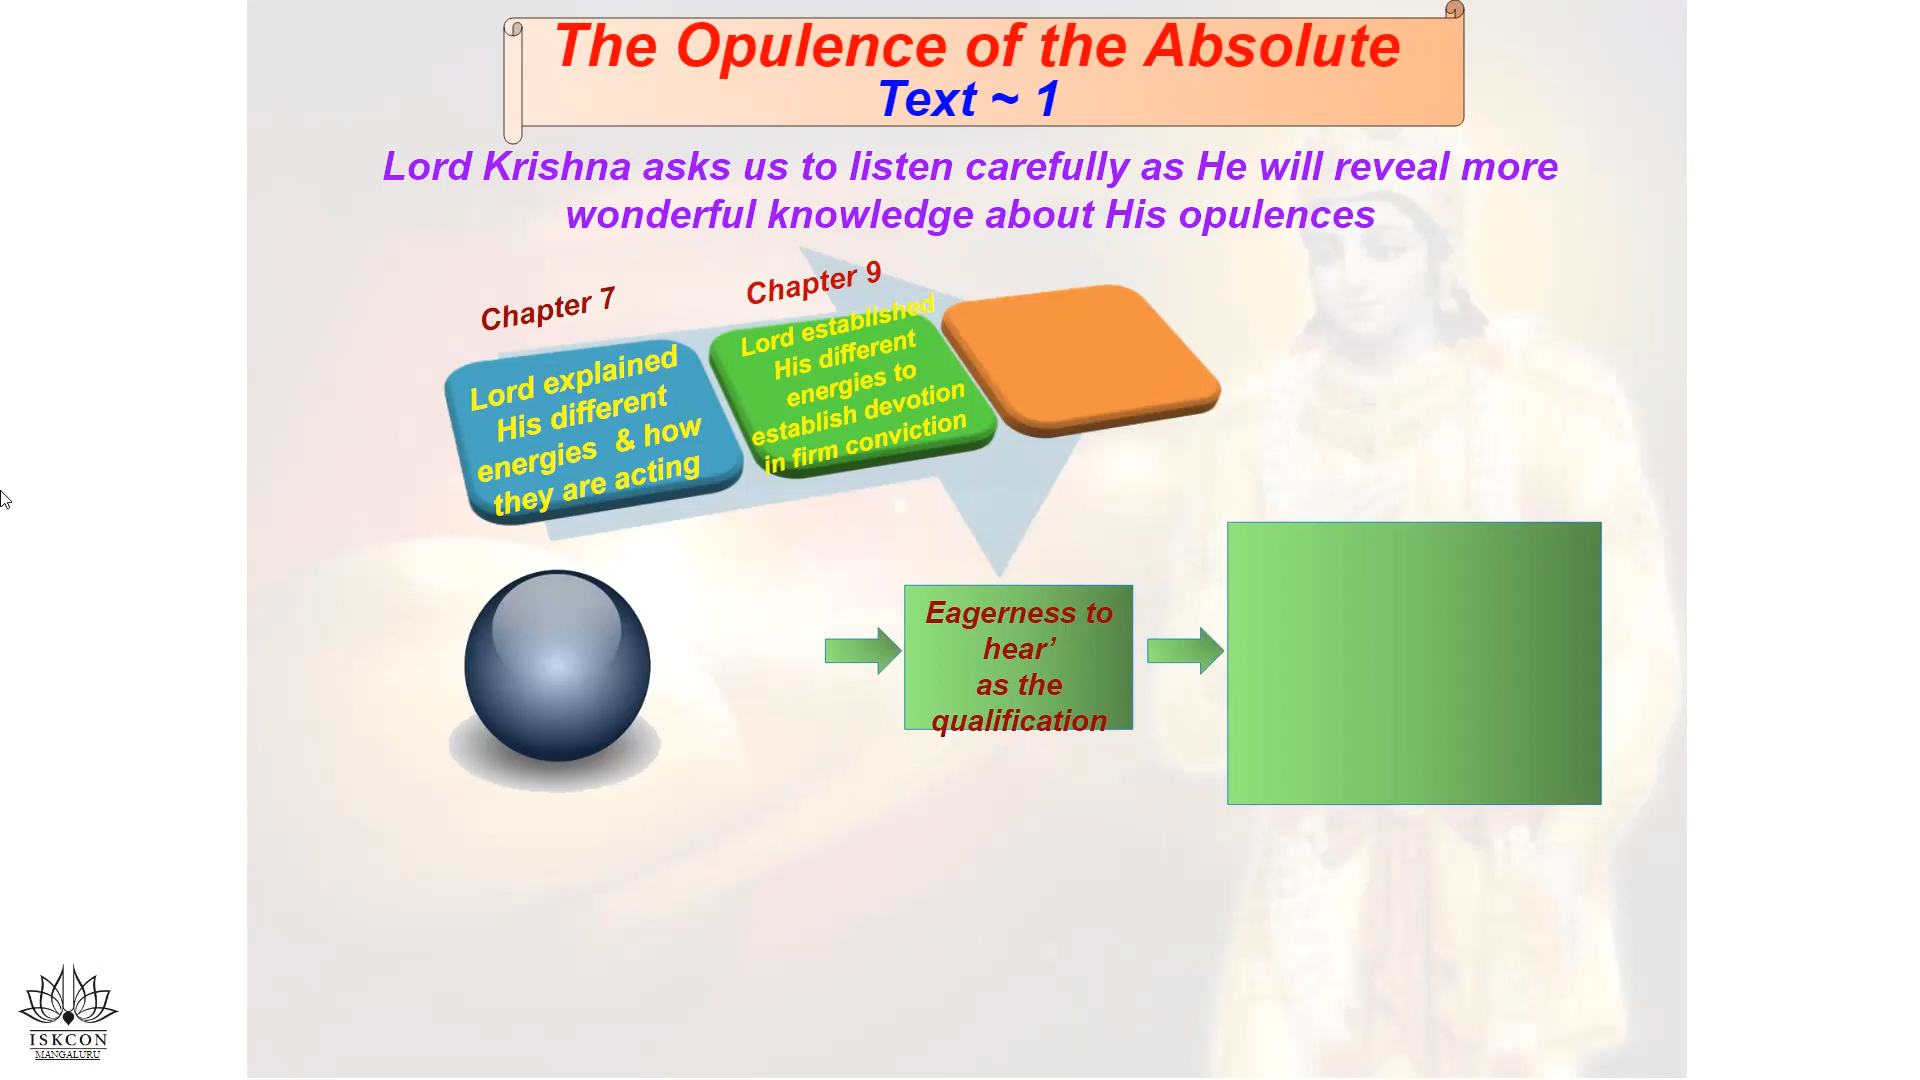 The Opulence of the Absolute
Text ~ 1
Lord Krishna asks us to listen carefully as He will reveal more
wonderful knowledge about His opulences
Chapter 7
Chapter 9
Lord explained
His different
energies & how
they are acting
Lord established
His different
energies to
establish devotion
in firm conviction
Eagerness to
hear’
as the
qualification
ISKCON
MANGALURU